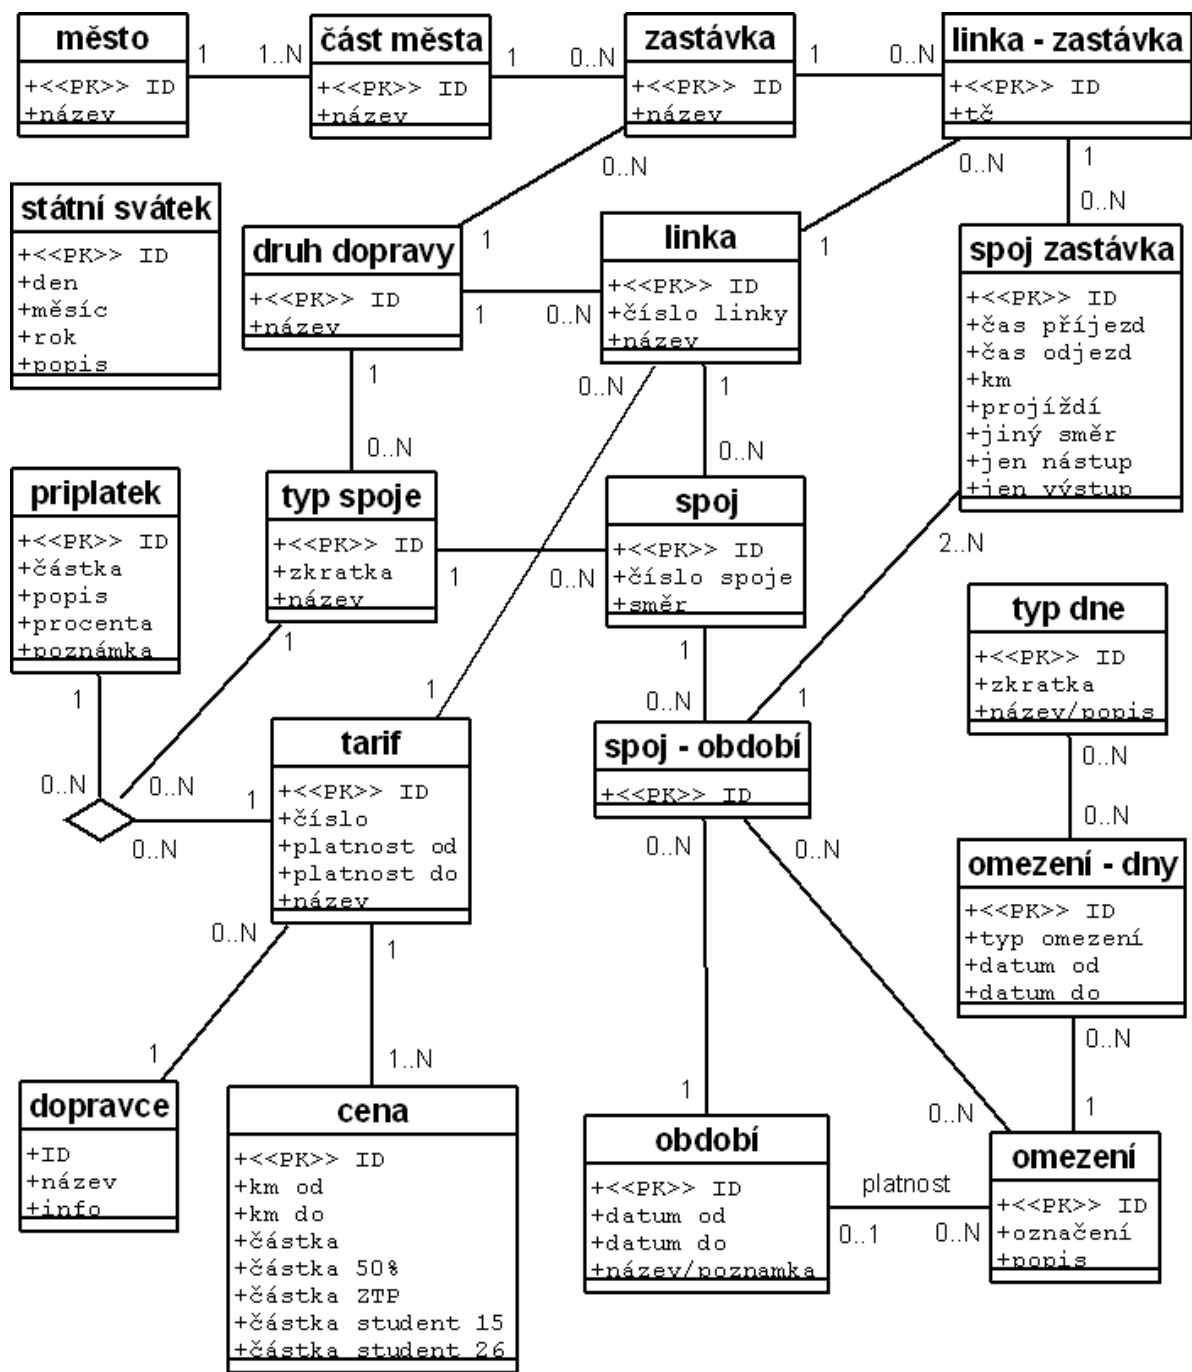 město
+<<PK>> ID
+název
1
1..N
část města
+<<PK>> ID
+název
1
0..N
zastávka
+<<PK>> ID
+název
1
0..N
linka - zastávka
+<<PK>> ID
+tč
0..N
0..N
1
0..N
státní svátek
+<<PK>> ID
+den
+měsíc
+rok
+popis
druh dopravy
+<<PK>> ID
+název
1
1
0..N
1
linka
+<<PK>> ID
+číslo linky
+název
1
spoj zastávka
+<<PK>> ID
+čas příjezd
+čas odjezd
+km
+projíždí
+jiný směr
+jen nástup
+jen výstup
1
0..N
0..N
0..N
1
0..N
2..N
priplatek
+<<PK>> ID
+částka
+popis
+procenta
+poznámka
typ spoje
+<<PK>> ID
+zkratka
+název
1
0..N
spoj
+<<PK>> ID
+číslo spoje
+směr
typ dne
+<<PK>> ID
+zkratka
+název/popis
1
1
1
1
0..N
1
0..N
0..N
1
0..N
tarif
+<<PK>> ID
+číslo
+platnost od
+platnost do
+název
spoj - období
+<<PK>> ID
0..N
0..N
0..N
0..N
omezení - dny
+<<PK>> ID
+typ omezení
+datum od
+datum do
0..N
1
1
1..N
0..N
1
0..N
1
dopravce
+ID
+název
+info
cena
+<<PK>> ID
+km od
+km do
+částka
+částka 50%
+částka ZTP
+částka student 15
+částka student 26
období
+<<PK>> ID
+datum od
+datum do
+název/poznamka
platnost
0..1
0..N
omezení
+<<PK>> ID
+označení
+popis